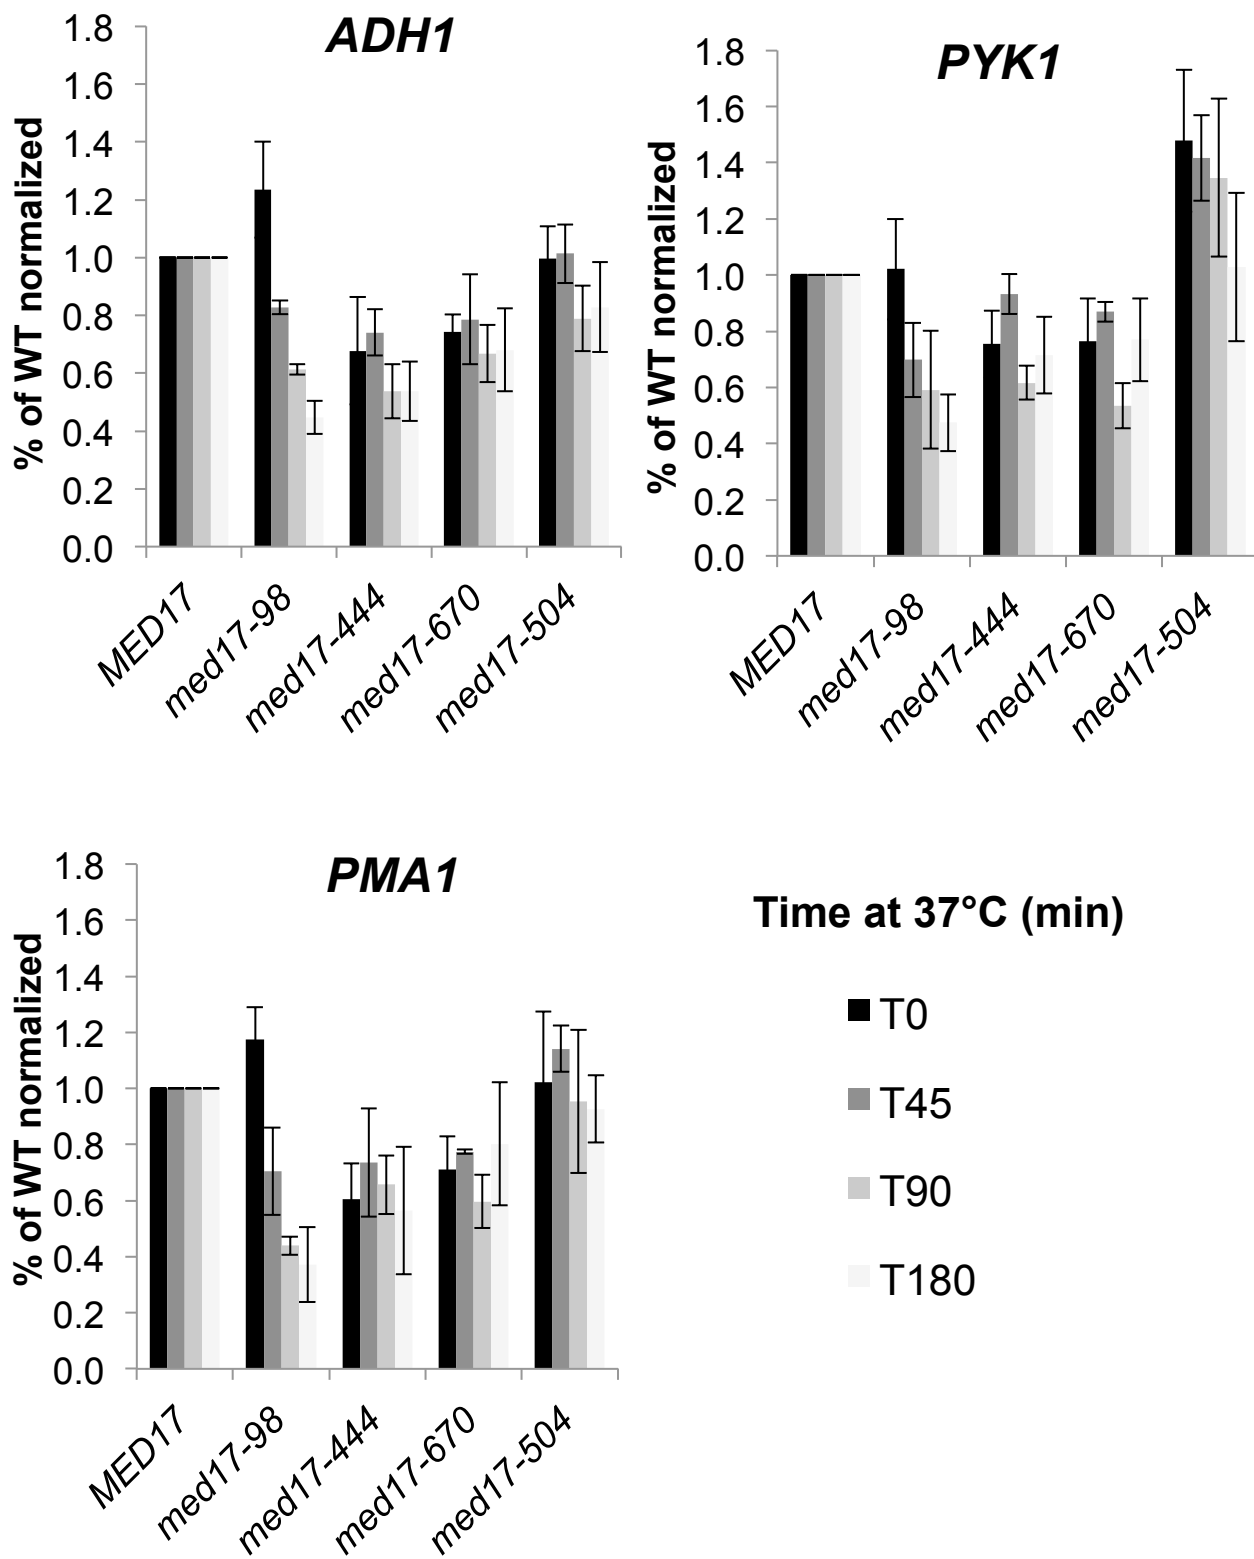 ADH1
% of WT normalized
1.8
1.6
1.4
1.2
1.0
0.8
0.6
0.4
0.2
0.0
MED17
med17-98
med17-444
med17-670
med17-504
PYK1
% of WT normalized
1.8
1.6
1.4
1.2
1.0
0.8
0.6
0.4
0.2
0.0
MED17
med17-98
med17-444
med17-670
med17-504
PMA1
% of WT normalized
1.8
1.6
1.4
1.2
1.0
0.8
0.6
0.4
0.2
0.0
MED17
med17-98
med17-444
med17-670
med17-504
Time at 37°C (min)
T0
T45
T90
T180